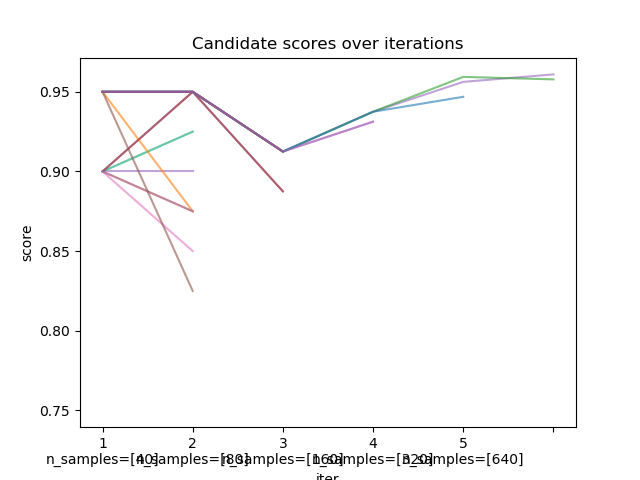 Candidate scores over iterations
0.95
0.90
0.85
0.80
0.75
score
1 2 3 4 5
n_samples=[40] n_samples=[80] n_samples=[160] n_samples=[320] n_samples=[640]
iter